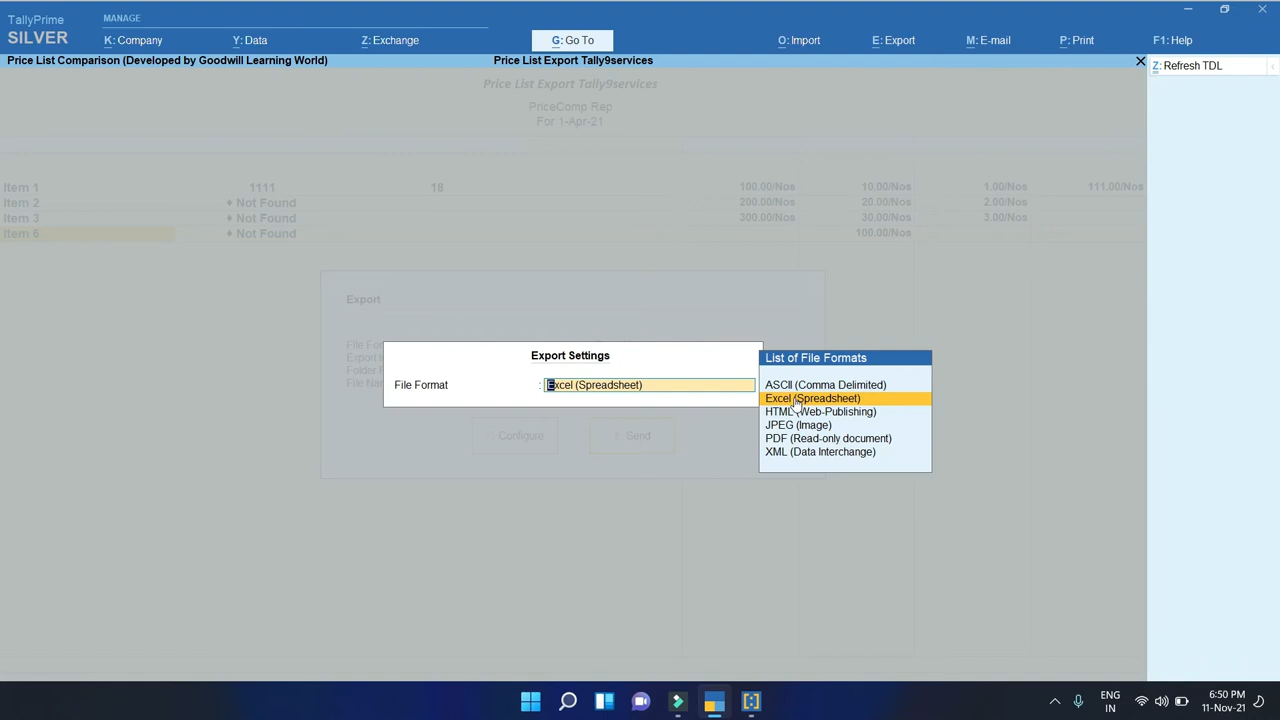 TallyPrime
MANAGE
SILVER
K: Company
Y: Data
Z: Exchange
G: Go To
O: Import
E: Export
M: E-mail
P: Print
F1: Help
Price List Comparison (Developed by Goodwill Learning World)
Price List Export Tally9services
Z: Refresh TDL
Price List Export Tally9services
PriceComp Rep
For 1-Apr-21
Item 1 1111 18 100.00/Nos 10.00/Nos 1.00/Nos 111.00/Nos
Item 2 ♦ Not Found 200.00/Nos 20.00/Nos 2.00/Nos
Item 3 ♦ Not Found 300.00/Nos 30.00/Nos 3.00/Nos
Item 6 ♦ Not Found 100.00/Nos
Export
File For
Export
Folder
File Na
Export Settings
File Format : Excel (Spreadsheet)
List of File Formats
ASCII (Comma Delimited)
Excel (Spreadsheet)
HTML (Web-Publishing)
JPEG (Image)
PDF (Read-only document)
XML (Data Interchange)
: Configure
: Send
ENG
IN
6:50 PM
11-Nov-21